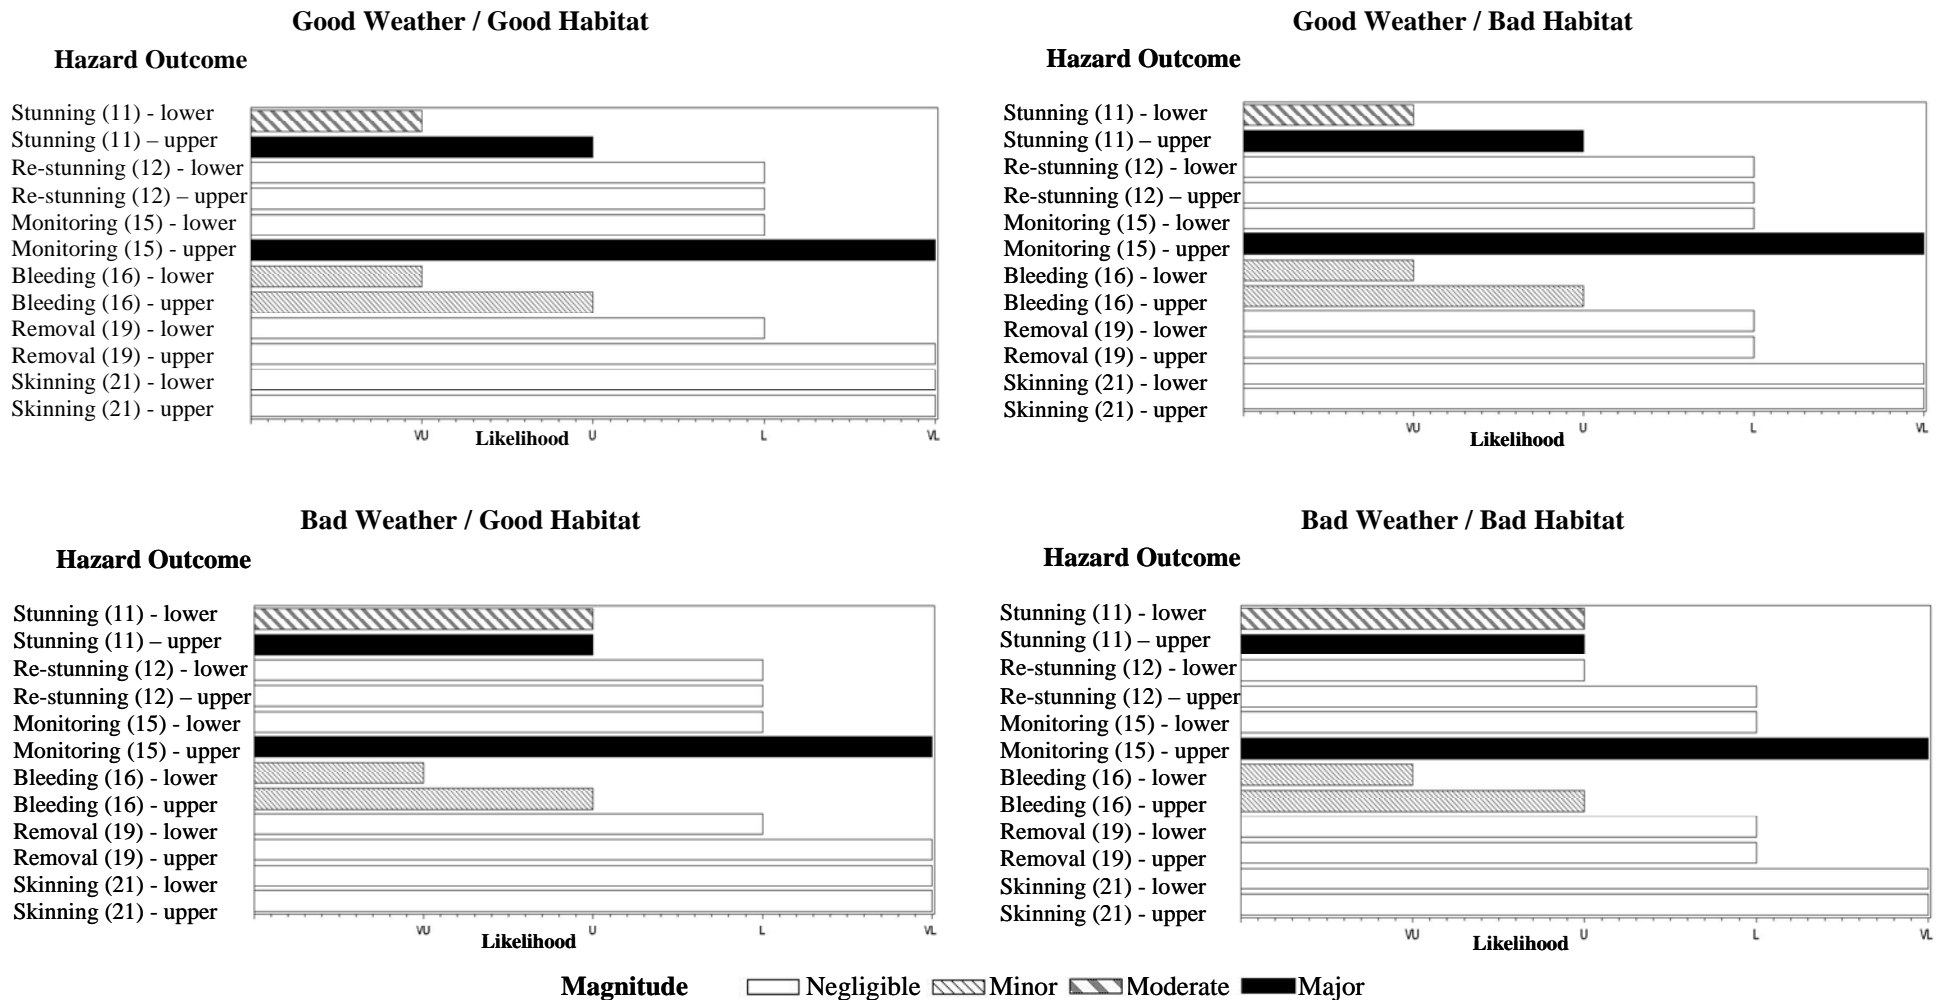 Good Weather / Good Habitat
Hazard Outcome
Stunning (11) - lower
Stunning (11) – upper
Re-stunning (12) - lower
Re-stunning (12) – upper
Monitoring (15) - lower
Monitoring (15) - upper
Bleeding (16) - lower
Bleeding (16) - upper
Removal (19) - lower
Removal (19) - upper
Skinning (21) - lower
Skinning (21) - upper
VU Likelihood U L VL
Good Weather / Bad Habitat
Hazard Outcome
Stunning (11) - lower
Stunning (11) – upper
Re-stunning (12) - lower
Re-stunning (12) – upper
Monitoring (15) - lower
Monitoring (15) - upper
Bleeding (16) - lower
Bleeding (16) - upper
Removal (19) - lower
Removal (19) - upper
Skinning (21) - lower
Skinning (21) - upper
VU Likelihood U L VL
Bad Weather / Good Habitat
Hazard Outcome
Stunning (11) - lower
Stunning (11) – upper
Re-stunning (12) - lower
Re-stunning (12) – upper
Monitoring (15) - lower
Monitoring (15) - upper
Bleeding (16) - lower
Bleeding (16) - upper
Removal (19) - lower
Removal (19) - upper
Skinning (21) - lower
Skinning (21) - upper
VU Likelihood U L VL
Bad Weather / Bad Habitat
Hazard Outcome
Stunning (11) - lower
Stunning (11) – upper
Re-stunning (12) - lower
Re-stunning (12) – upper
Monitoring (15) - lower
Monitoring (15) - upper
Bleeding (16) - lower
Bleeding (16) - upper
Removal (19) - lower
Removal (19) - upper
Skinning (21) - lower
Skinning (21) - upper
VU Likelihood U L VL
Magnitude Negligible Minor Moderate Major